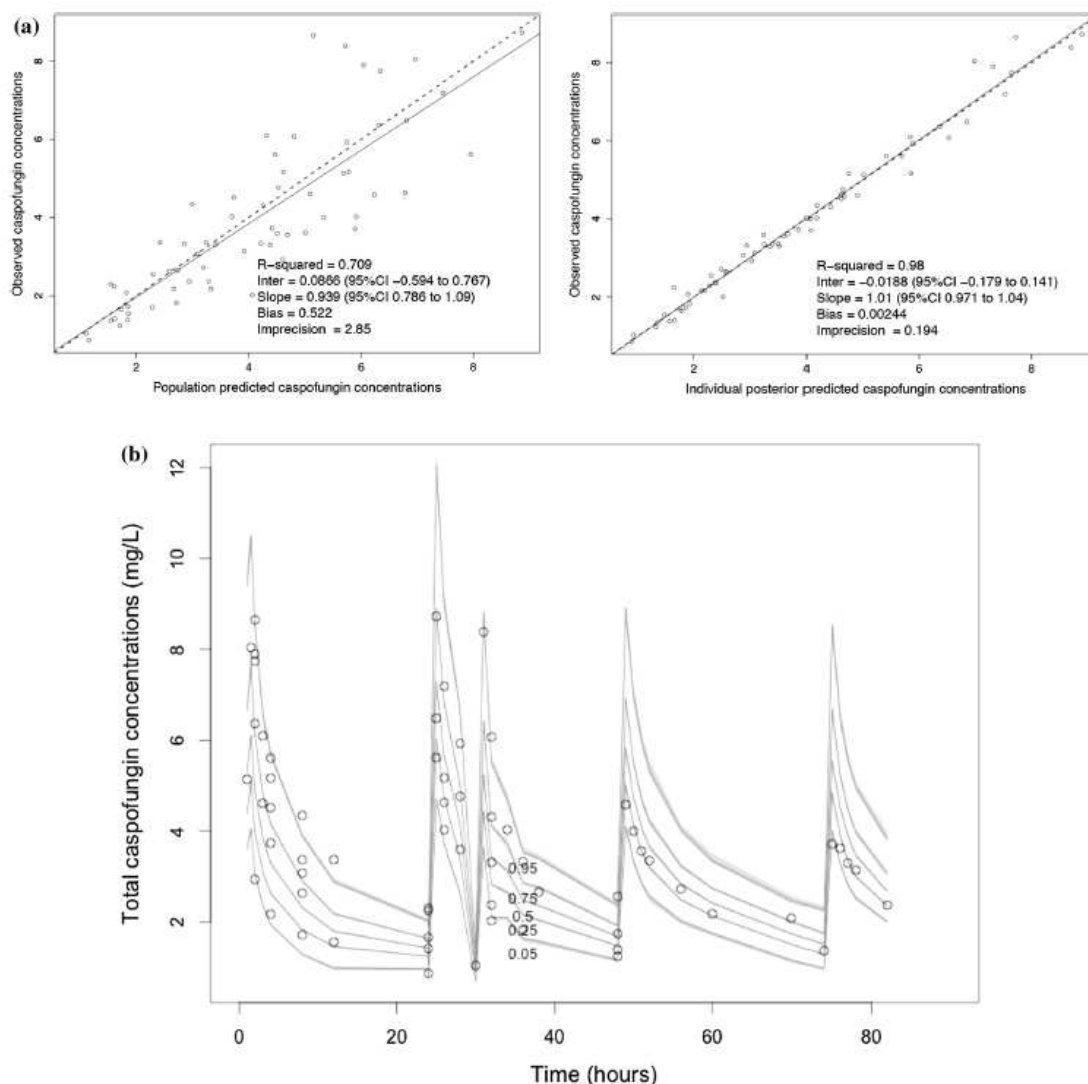 (a)
Observed caspofungin concentrations
8
6
4
2
R-squared = 0.709
Inter = 0.0866 (95%CI −0.594 to 0.767)
Slope = 0.939 (95%CI 0.786 to 1.09)
Bias = 0.522
Imprecision = 2.85
2 4 6 8
Population predicted caspofungin concentrations
Observed caspofungin concentrations
8
6
4
2
R-squared = 0.98
Inter = −0.0188 (95%CI −0.179 to 0.141)
Slope = 1.01 (95%CI 0.971 to 1.04)
Bias = 0.00244
Imprecision = 0.194
2 4 6 8
Individual posterior predicted caspofungin concentrations
(b)
Total caspofungin concentrations (mg/L)
12
10
8
6
4
2
0.95
0.75
0.5
0.25
0.05
0 20 40 60 80
Time (hours)